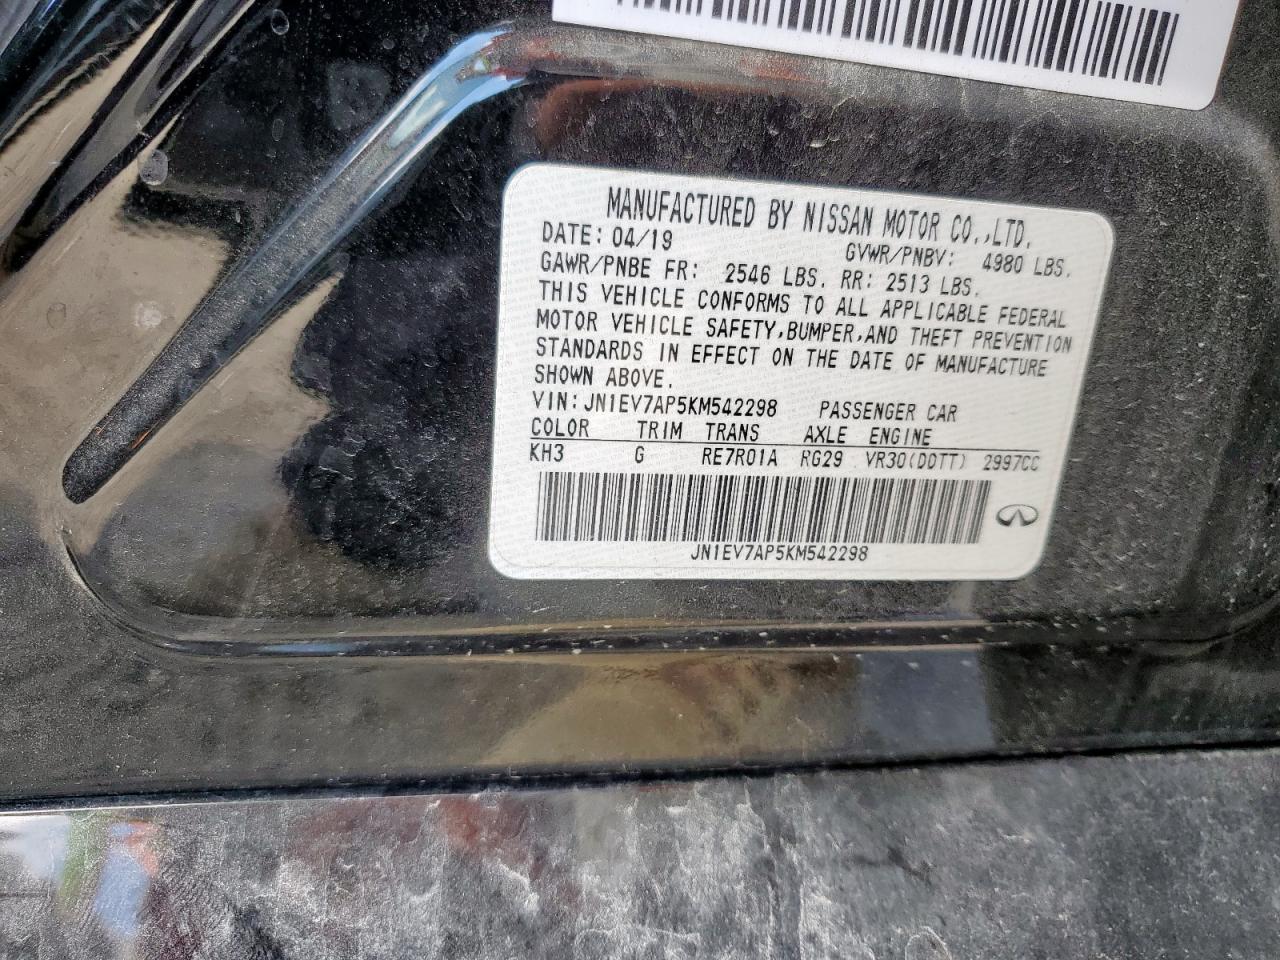 MANUFACTURED BY NISSAN MOTOR CO.,LTD.
DATE: 04/19 GVWR/PNBV: 4980 LBS.
GAWR/PNBE FR: 2546 LBS. RR: 2513 LBS.
THIS VEHICLE CONFORMS TO ALL APPLICABLE FEDERAL
MOTOR VEHICLE SAFETY,BUMPER,AND THEFT PREVENTION
STANDARDS IN EFFECT ON THE DATE OF MANUFACTURE
SHOWN ABOVE.
VIN:JN1EV7AP5KM542298 PASSENGER CAR
COLOR TRIM TRANS AXLE ENGINE
KH3 G RE7R01A RG29 VR30(DDTT) 2997CC
JN1EV7AP5KM542298